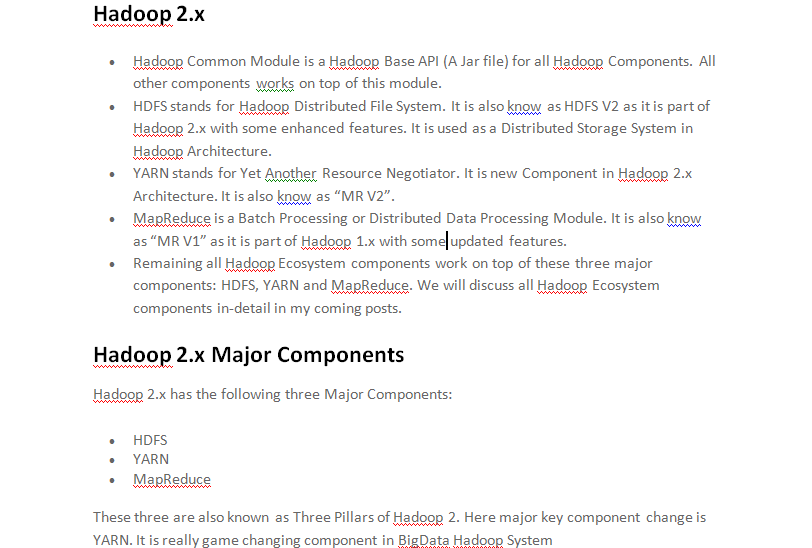 Hadoop 2.x
• Hadoop Common Module is a Hadoop Base API (A Jar file) for all Hadoop Components. All
other components works on top of this module.
• HDFS stands for Hadoop Distributed File System. It is also know as HDFS V2 as it is part of
Hadoop 2.x with some enhanced features. It is used as a Distributed Storage System in
Hadoop Architecture.
• YARN stands for Yet Another Resource Negotiator. It is new Component in Hadoop 2.x
Architecture. It is also know as “MR V2”.
• MapReduce is a Batch Processing or Distributed Data Processing Module. It is also know
as “MR V1” as it is part of Hadoop 1.x with some updated features.
• Remaining all Hadoop Ecosystem components work on top of these three major
components: HDFS, YARN and MapReduce. We will discuss all Hadoop Ecosystem
components in-detail in my coming posts.
Hadoop 2.x Major Components
Hadoop 2.x has the following three Major Components:
• HDFS
• YARN
• MapReduce
These three are also known as Three Pillars of Hadoop 2. Here major key component change is
YARN. It is really game changing component in BigData Hadoop System